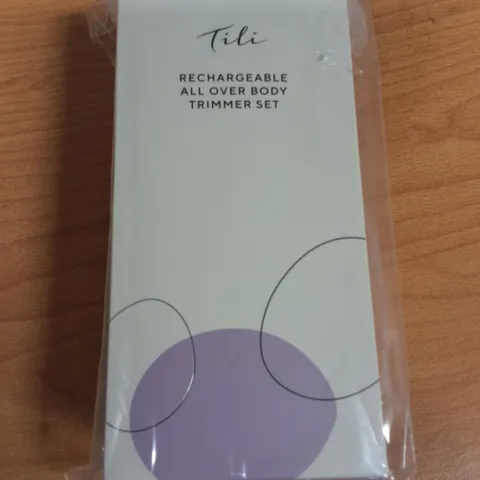 Tili
RECHARGEABLE
ALL OVER BODY
TRIMMER SET